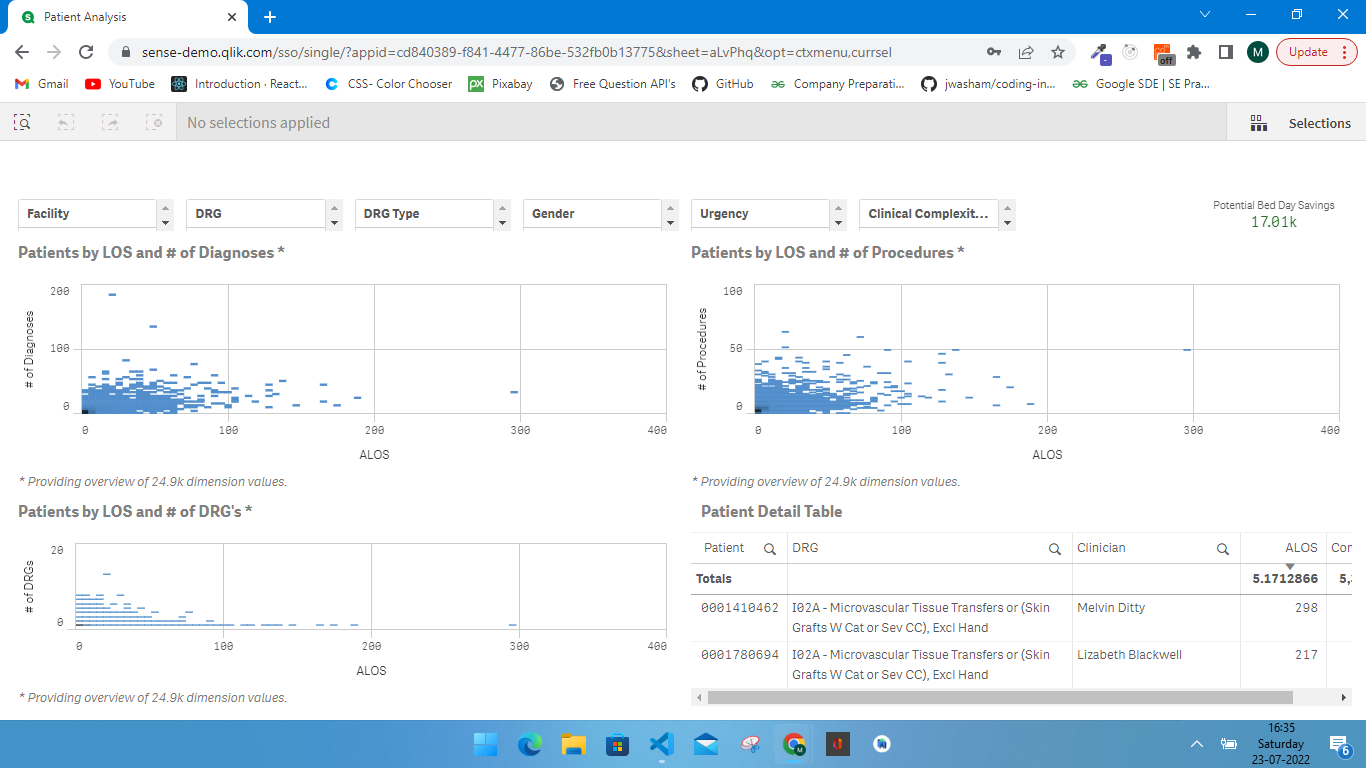 Patient Analysis
sense-demo.qlik.com/sso/single/?appid=cd840389-f841-4477-86be-532fb0b13775&sheet=aLvPhq&opt=ctxmenu,currsel
off
M
Update
Gmail
YouTube
Introduction · React...
CSS- Color Chooser
px
Pixabay
Free Question API's
GitHub
Company Preparati...
jwasham/coding-in...
Google SDE | SE Pra...
No selections applied
Selections
Facility
DRG
DRG Type
Gender
Urgency
Clinical Complexit...
Potential Bed Day Savings
17.01k
Patients by LOS and # of Diagnoses *
# of Diagnoses
200
100
0
0 100 200 300 400
ALOS
* Providing overview of 24.9k dimension values.
Patients by LOS and # of Procedures *
# of Procedures
100
50
0
0 100 200 300 400
ALOS
* Providing overview of 24.9k dimension values.
Patients by LOS and # of DRG's *
# of DRGs
20
0
0 100 200 300 400
ALOS
* Providing overview of 24.9k dimension values.
Patient Detail Table
Patient DRG Clinician ALOS Cor
Totals 5.1712866 5,
0001410462 I02A - Microvascular Tissue Transfers or (Skin Melvin Ditty 298
Grafts W Cat or Sev CC), Excl Hand
0001780694 I02A - Microvascular Tissue Transfers or (Skin Lizabeth Blackwell 217
Grafts W Cat or Sev CC), Excl Hand
16:35
Saturday
23-07-2022
6